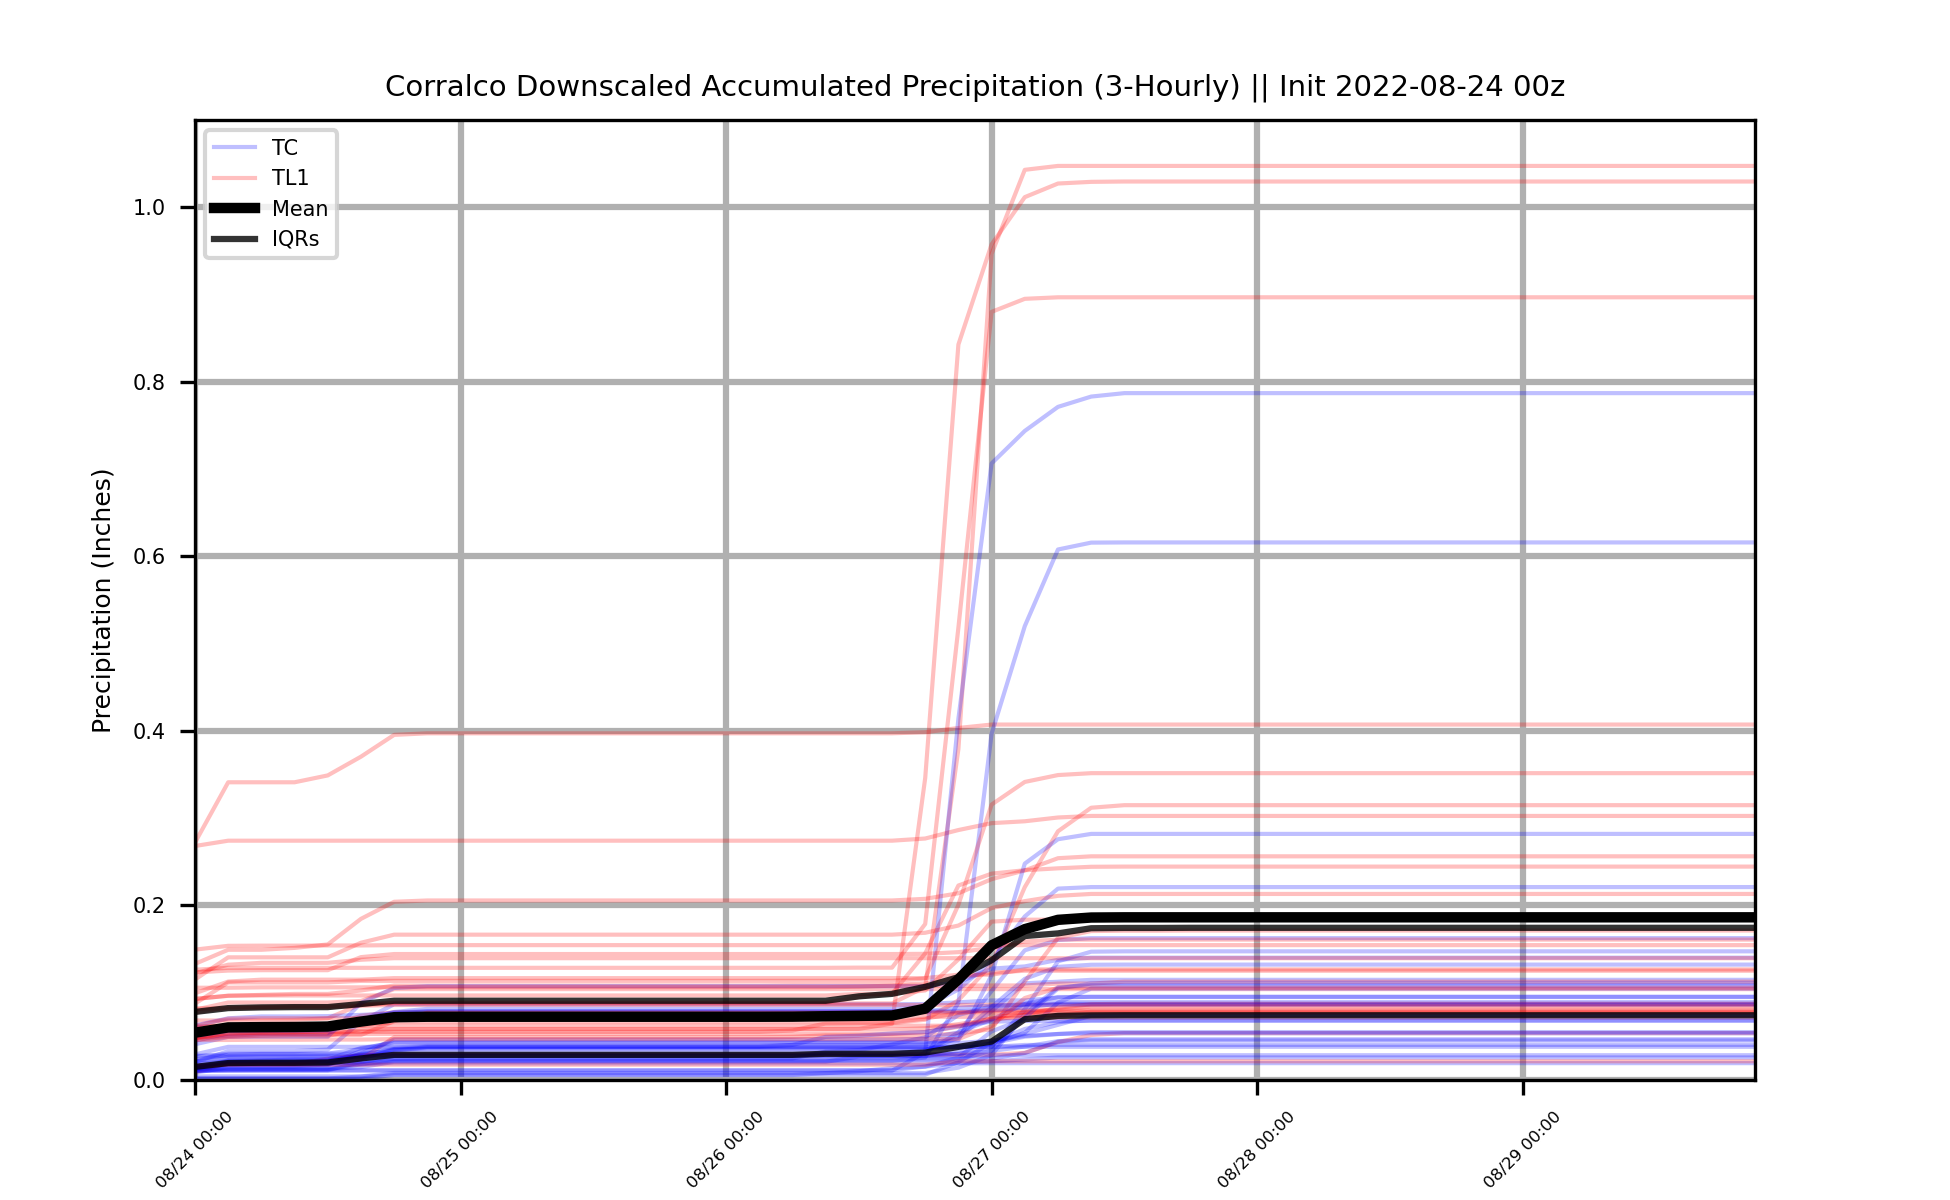 Corralco Downscaled Accumulated Precipitation (3-Hourly) || Init 2022-08-24 00z
TC
TL1
Mean
IQRs
Precipitation (Inches)
1.0
0.8
0.6
0.4
0.2
0.0
08/24 00:00
08/25 00:00
08/26 00:00
08/27 00:00
08/28 00:00
08/29 00:00